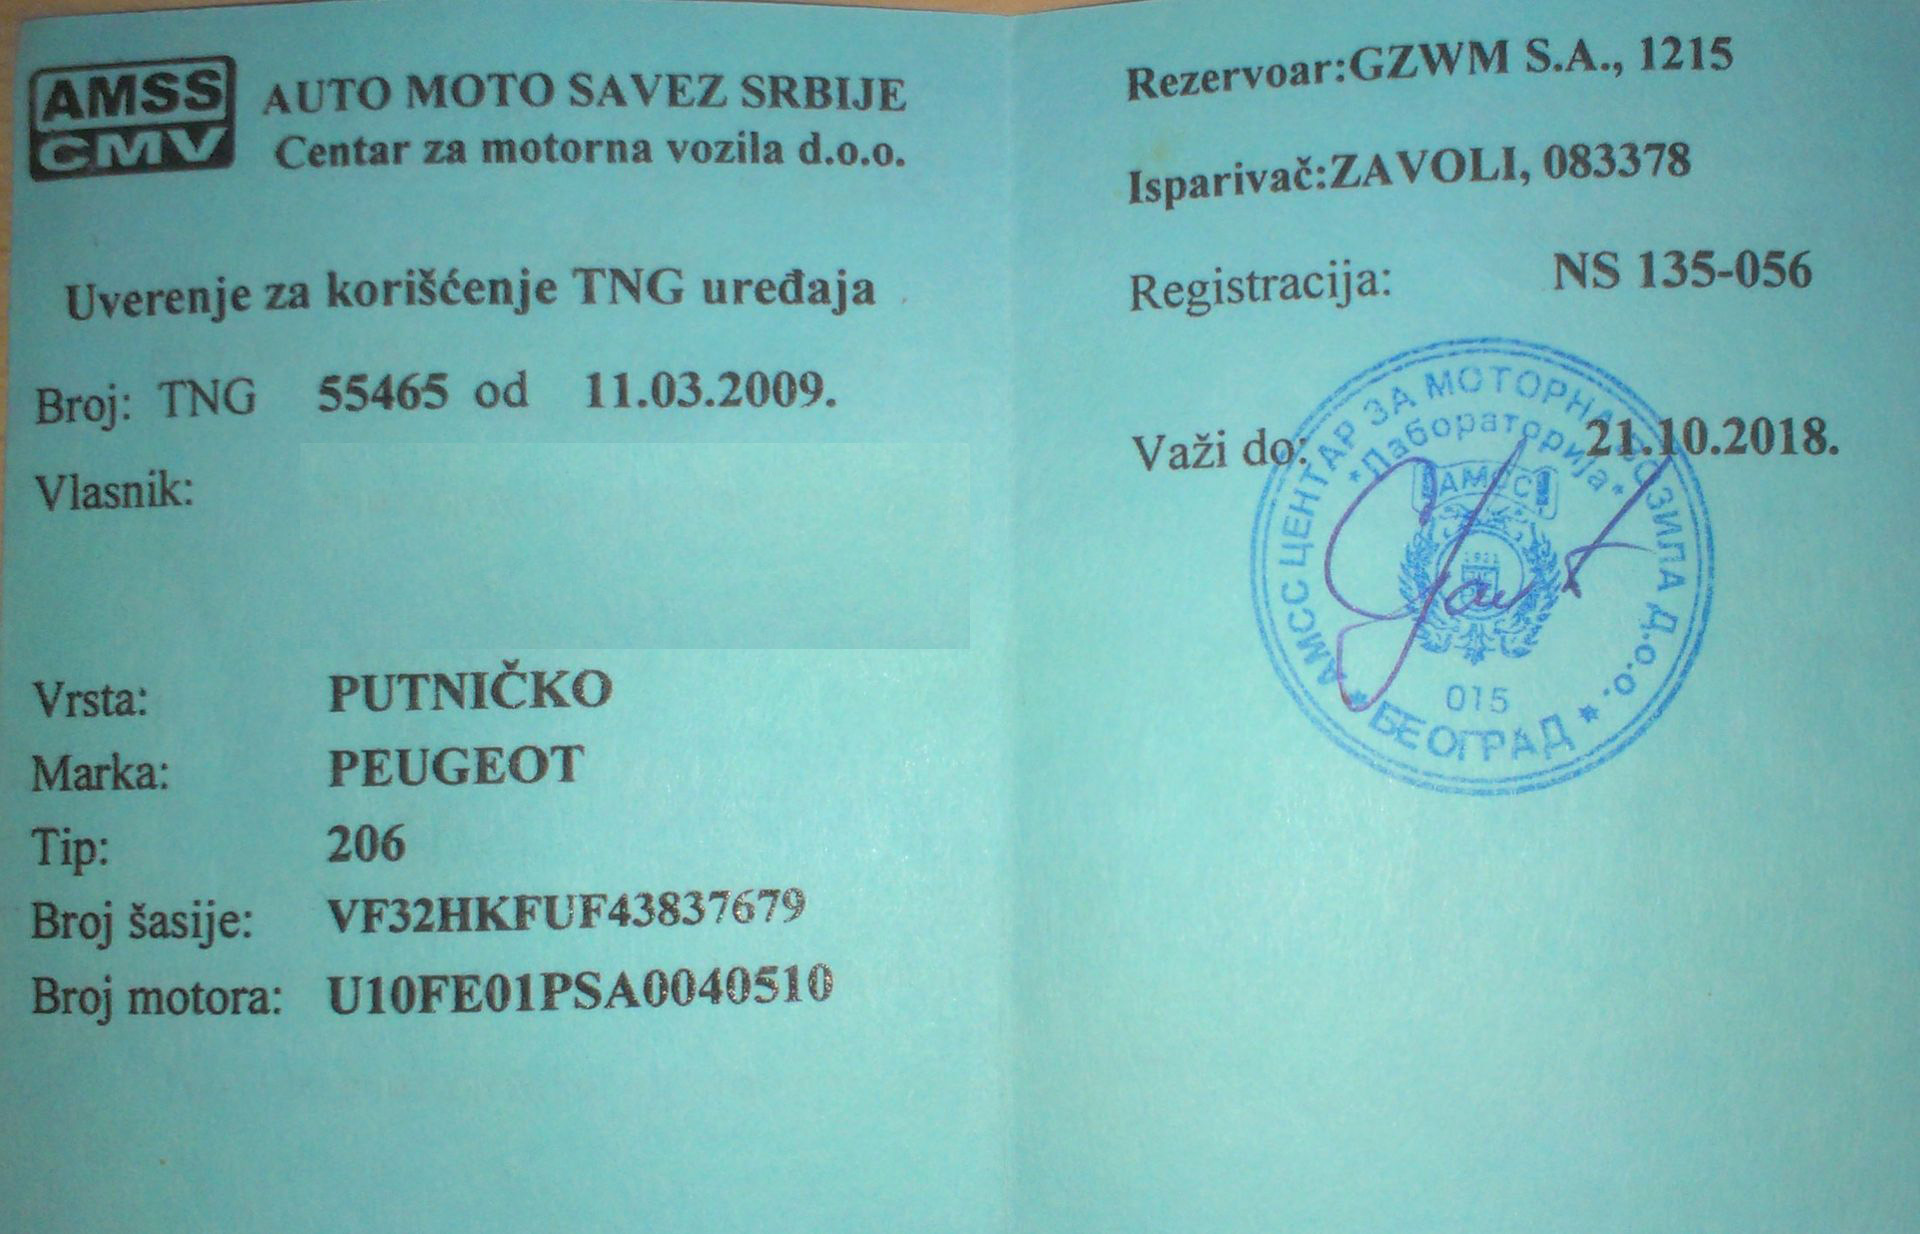 AMSS
CMV
AUTO MOTO SAVEZ SRBIJE
Centar za motorna vozila d.o.o.
Uverenje za korišćenje TNG uređaja
Broj: TNG 55465 od 11.03.2009.
Vlasnik:
Vrsta: PUTNIČKO
Marka: PEUGEOT
Tip: 206
Broj šasije: VF32HKFUF43837679
Broj motora: U10FE01PSA0040510
Rezervoar:GZWM S.A., 1215
Isparivač:ZAVOLI, 083378
Registracija: NS 135-056
Važi do: 21.10.2018.
АМСС ЦЕНТАР ЗА МОТОРНА ВОЗИЛА Д.о.о.
*Лабораторија*
АМСС
1921
015
* БЕОГРАД *